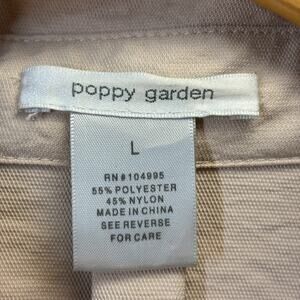 poppy garden
L
RN#104995
55% POLYESTER
45% NYLON
MADE IN CHINA
SEE REVERSE
FOR CARE